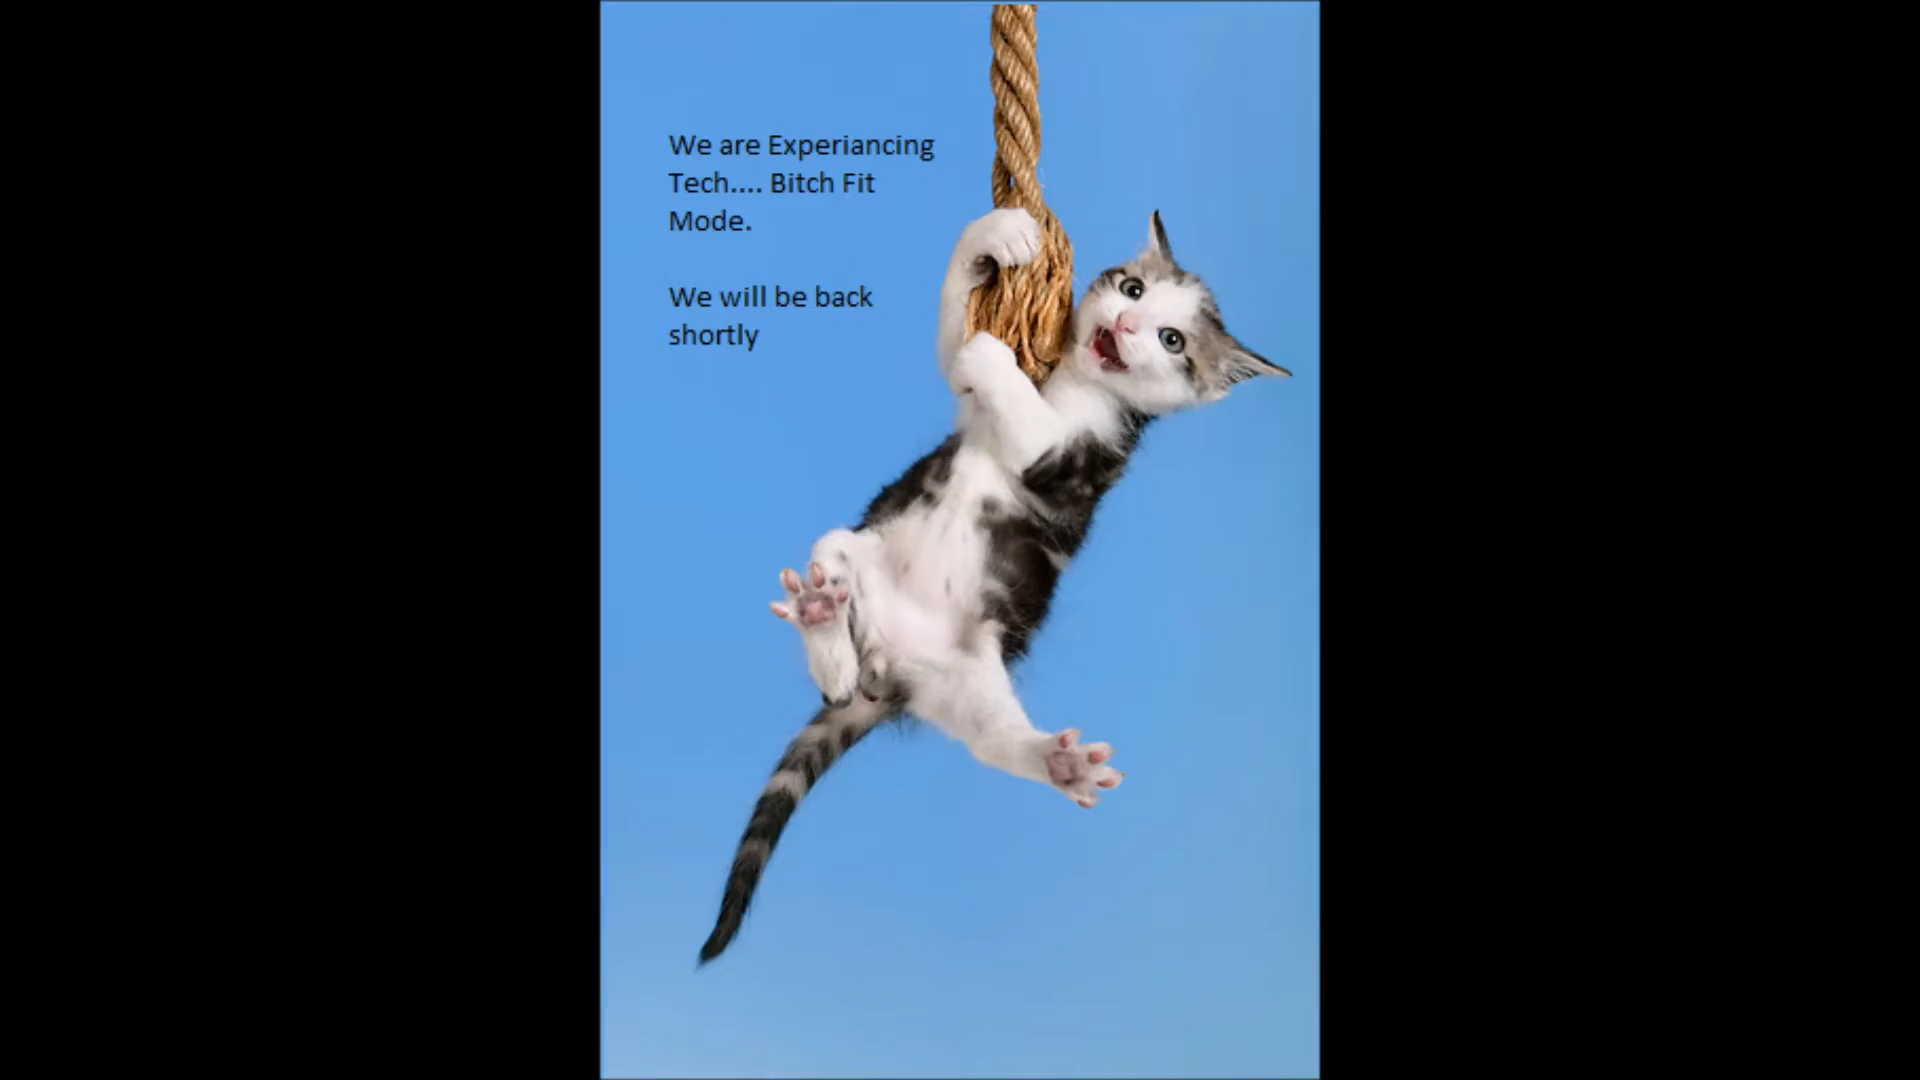 We are Experiancing
Tech.... Bitch Fit
Mode.
We will be back
shortly